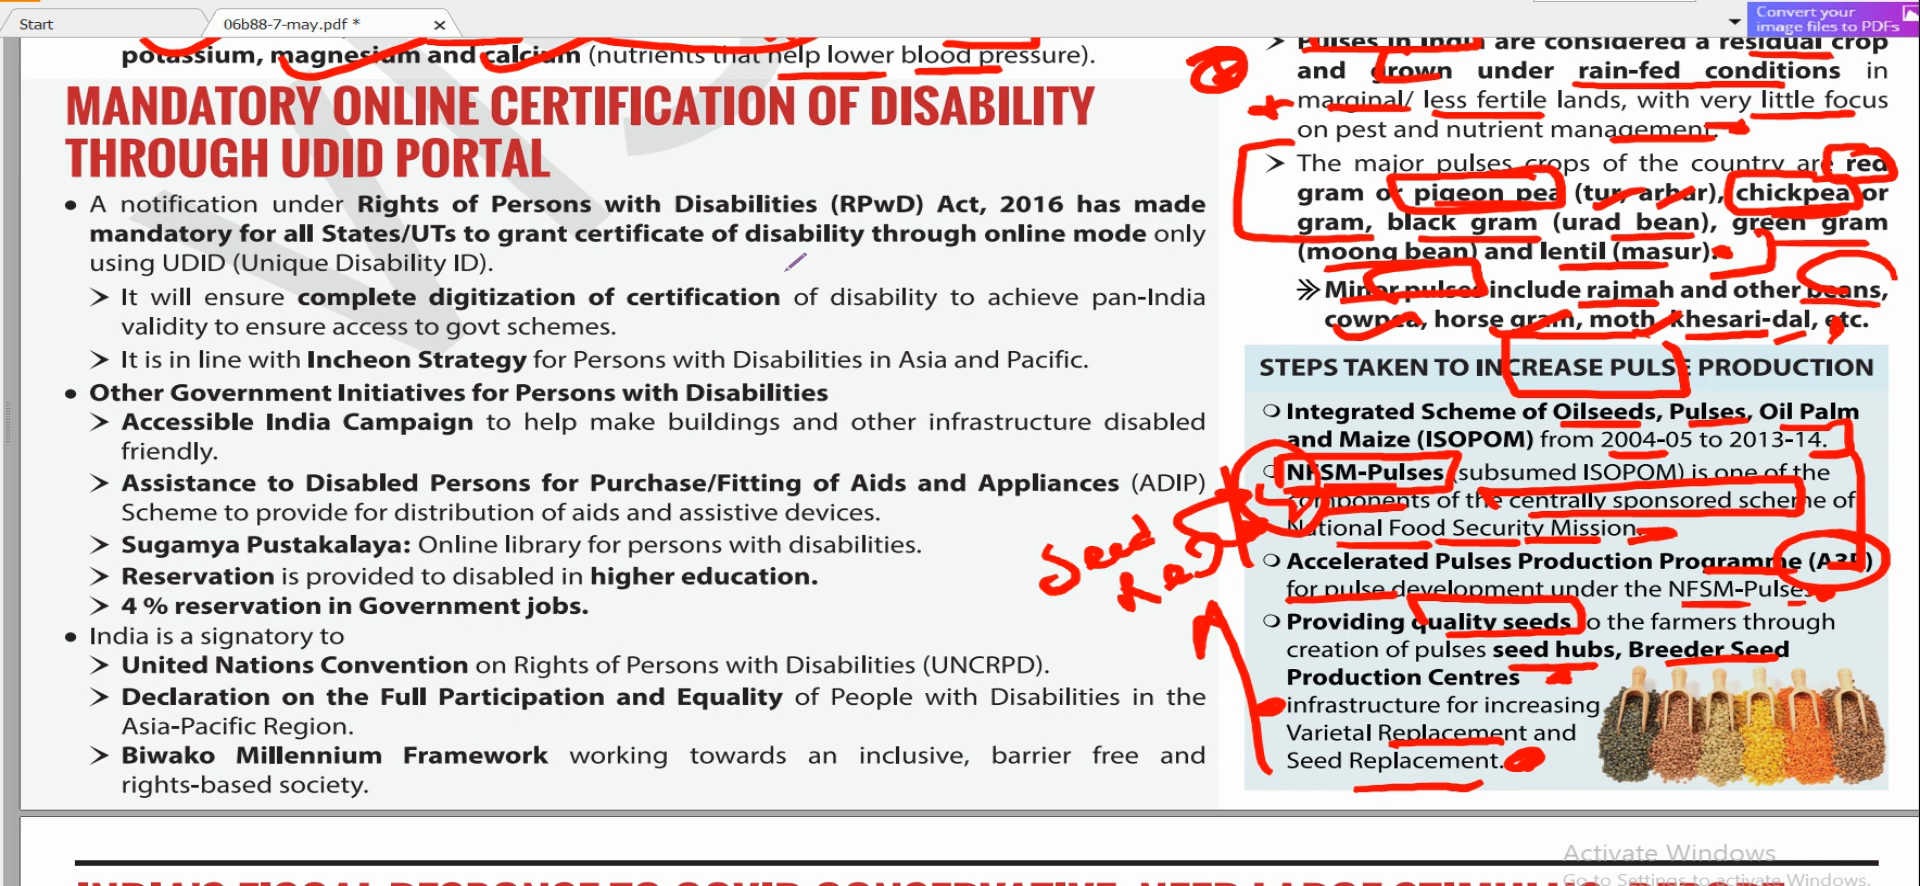 Start
06b88-7-may.pdf *
Convert your
image files to PDFs
potassium, magnesium and calcium (nutrients that help lower blood pressure).
MANDATORY ONLINE CERTIFICATION OF DISABILITY
THROUGH UDID PORTAL
• A notification under Rights of Persons with Disabilities (RPwD) Act, 2016 has made
mandatory for all States/UTs to grant certificate of disability through online mode only
using UDID (Unique Disability ID).
➤ It will ensure complete digitization of certification of disability to achieve pan-India
validity to ensure access to govt schemes.
➤ It is in line with Incheon Strategy for Persons with Disabilities in Asia and Pacific.
• Other Government Initiatives for Persons with Disabilities
➤ Accessible India Campaign to help make buildings and other infrastructure disabled
friendly.
➤ Assistance to Disabled Persons for Purchase/Fitting of Aids and Appliances (ADIP)
Scheme to provide for distribution of aids and assistive devices.
➤ Sugamya Pustakalaya: Online library for persons with disabilities.
➤ Reservation is provided to disabled in higher education.
➤ 4 % reservation in Government jobs.
• India is a signatory to
➤ United Nations Convention on Rights of Persons with Disabilities (UNCRPD).
➤ Declaration on the Full Participation and Equality of People with Disabilities in the
Asia-Pacific Region.
➤ Biwako Millennium Framework working towards an inclusive, barrier free and
rights-based society.
➤ Pulses in India are considered a residual crop
and grown under rain-fed conditions in
marginal/ less fertile lands, with very little focus
on pest and nutrient management.
➤ The major pulses crops of the country are red
gram or pigeon pea (tur, arhar), chickpea or
gram, black gram (urad bean), green gram
(moong bean) and lentil (masur).
Minor pulses include rajmah and other beans,
cowpea, horse gram, moth, khesari-dal, etc.
STEPS TAKEN TO INCREASE PULSE PRODUCTION
Integrated Scheme of Oilseeds, Pulses, Oil Palm
and Maize (ISOPOM) from 2004-05 to 2013-14.
NFSM-Pulses (subsumed ISOPOM) is one of the
components of the centrally sponsored scheme of
National Food Security Mission.
Accelerated Pulses Production Programme (A3P)
for pulse development under the NFSM-Pulses.
Providing quality seeds to the farmers through
creation of pulses seed hubs, Breeder Seed
Production Centres
infrastructure for increasing
Varietal Replacement and
Seed Replacement.
Seed
Activate Windows
Go to Settings to activate Windows.